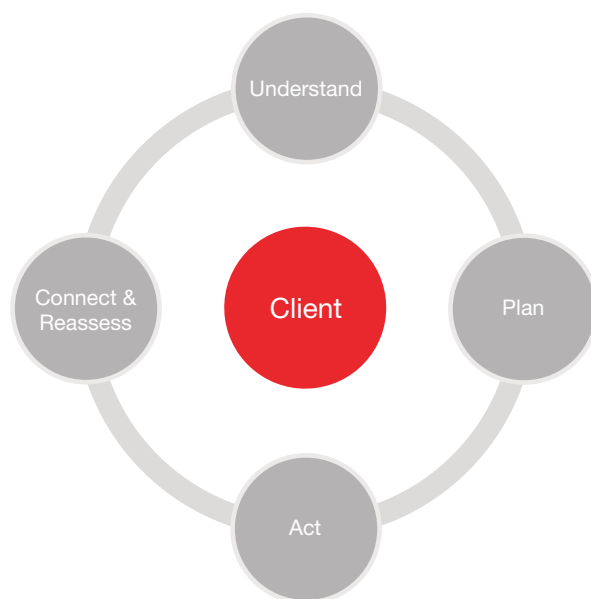 Understand
Connect &
Reassess
Client
Plan
Act